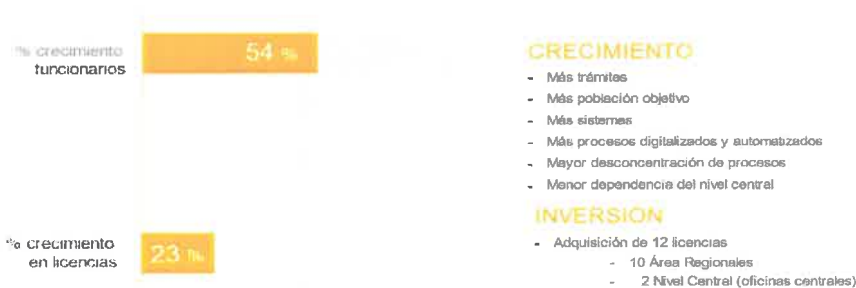 % crecimiento
funcionarios
54 %
CRECIMIENTO
- Más trámites
- Más población objetivo
- Más sistemas
- Más procesos digitalizados y automatizados
- Mayor desconcentración de procesos
- Menor dependencia del nivel central
INVERSION
- Adquisición de 12 licencias
- 10 Área Regionales
- 2 Nivel Central (oficinas centrales)
% crecimiento
en licencias
23 %